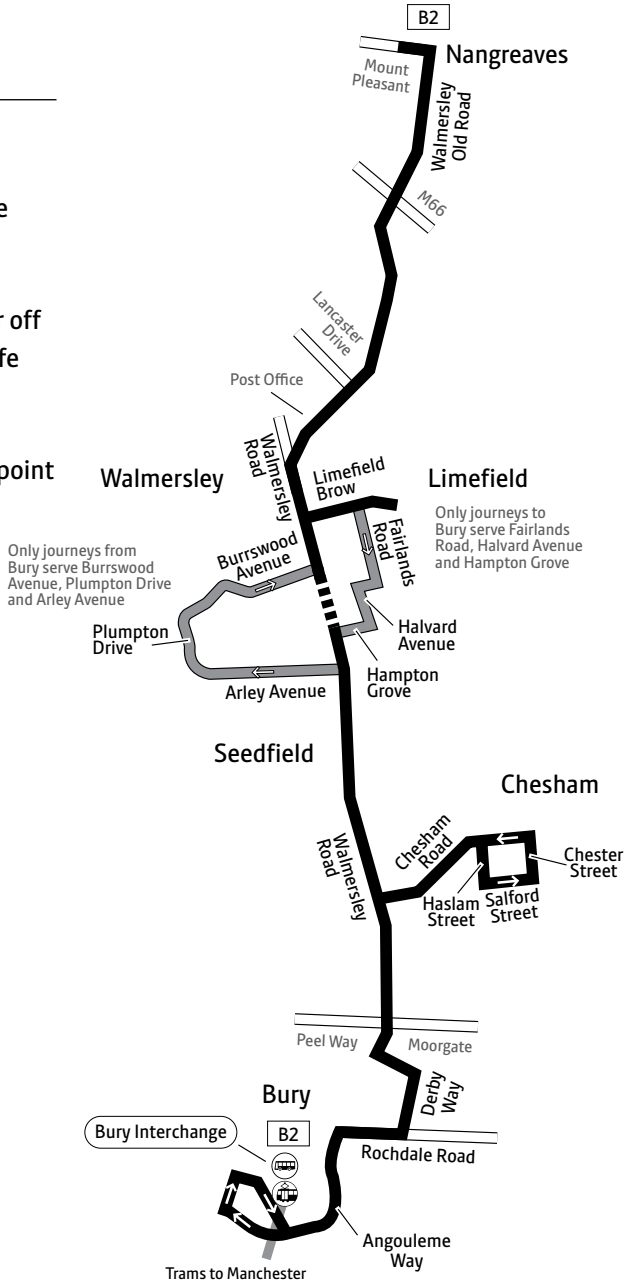 B2
Nangreaves
Mount
Pleasant
Walmersley
Old Road
M66
e
r off
fe
Lancaster
Drive
Post Office
point
Walmersley
Road
Walmersley
Limefield
Brow
Limefield
Only journeys to
Bury serve Fairlands
Road, Halvard Avenue
and Hampton Grove
Fairlands
Road
Only journeys from
Bury serve Burrswood
Avenue, Plumpton Drive
and Arley Avenue
Burrswood
Avenue
Plumpton
Drive
Halvard
Avenue
Hampton
Grove
Arley Avenue
Seedfield
Chesham
Walmersley
Road
Chesham
Road
Chester
Street
Haslam
Street
Salford
Street
Peel Way
Moorgate
Derby
Way
Bury
Bury Interchange
B2
Rochdale Road
Angouleme
Way
Trams to Manchester